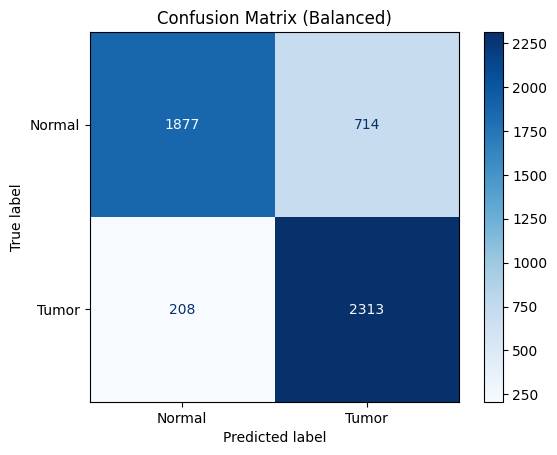 Confusion Matrix (Balanced)
True label
Normal
1877
714
Tumor
208
2313
Normal
Tumor
Predicted label
2250
2000
1750
1500
1250
1000
750
500
250